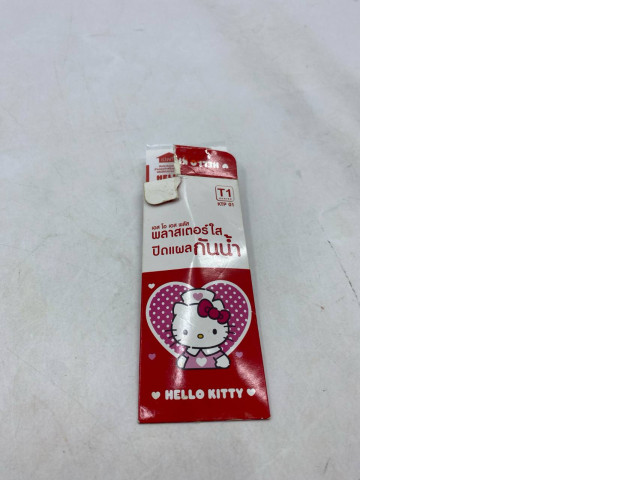 HELL
T1
เอส โอ เอส พลัส
พลาสเตอร์ใส
ปิดแผลกันน้ำ
HELLO KITTY